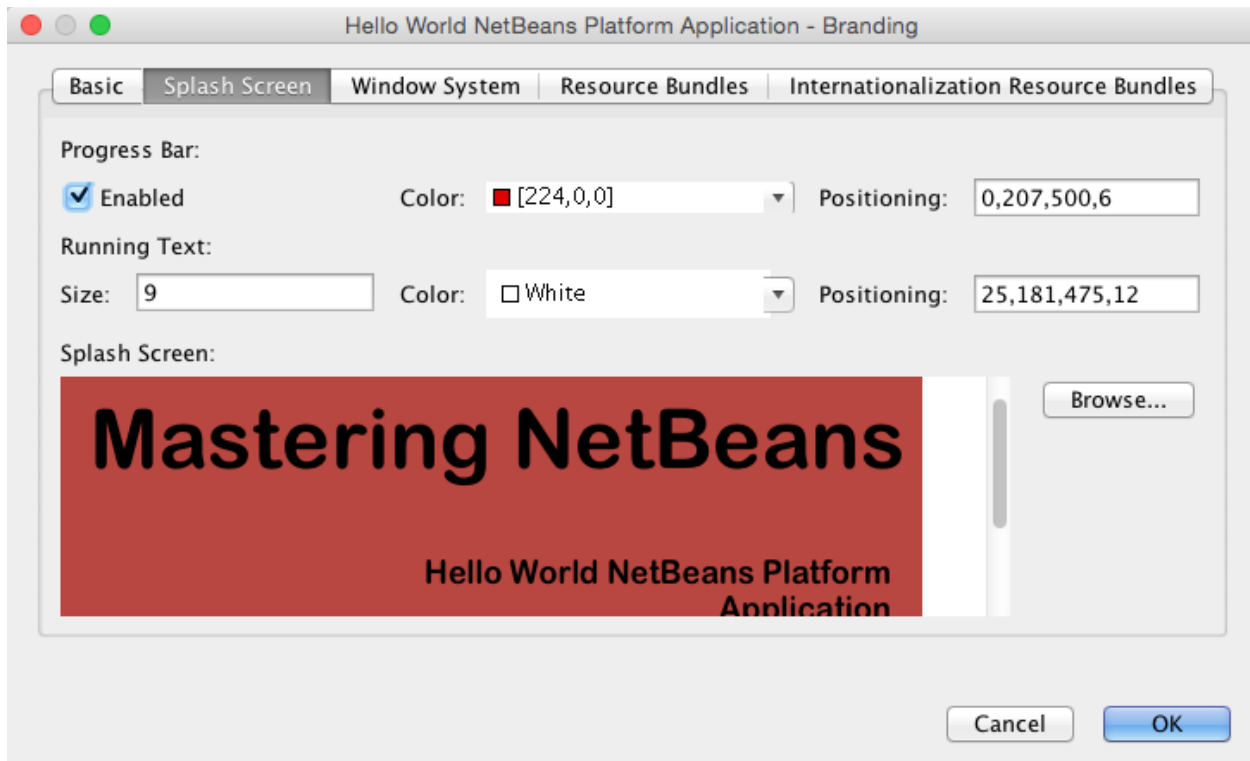 Hello World NetBeans Platform Application - Branding
Basic Splash Screen Window System Resource Bundles Internationalization Resource Bundles
Progress Bar:
Enabled Color: [224,0,0] Positioning: 0,207,500,6
Running Text:
Size: 9 Color: White Positioning: 25,181,475,12
Splash Screen:
Browse...
Mastering NetBeans
Hello World NetBeans Platform
Application
Cancel OK